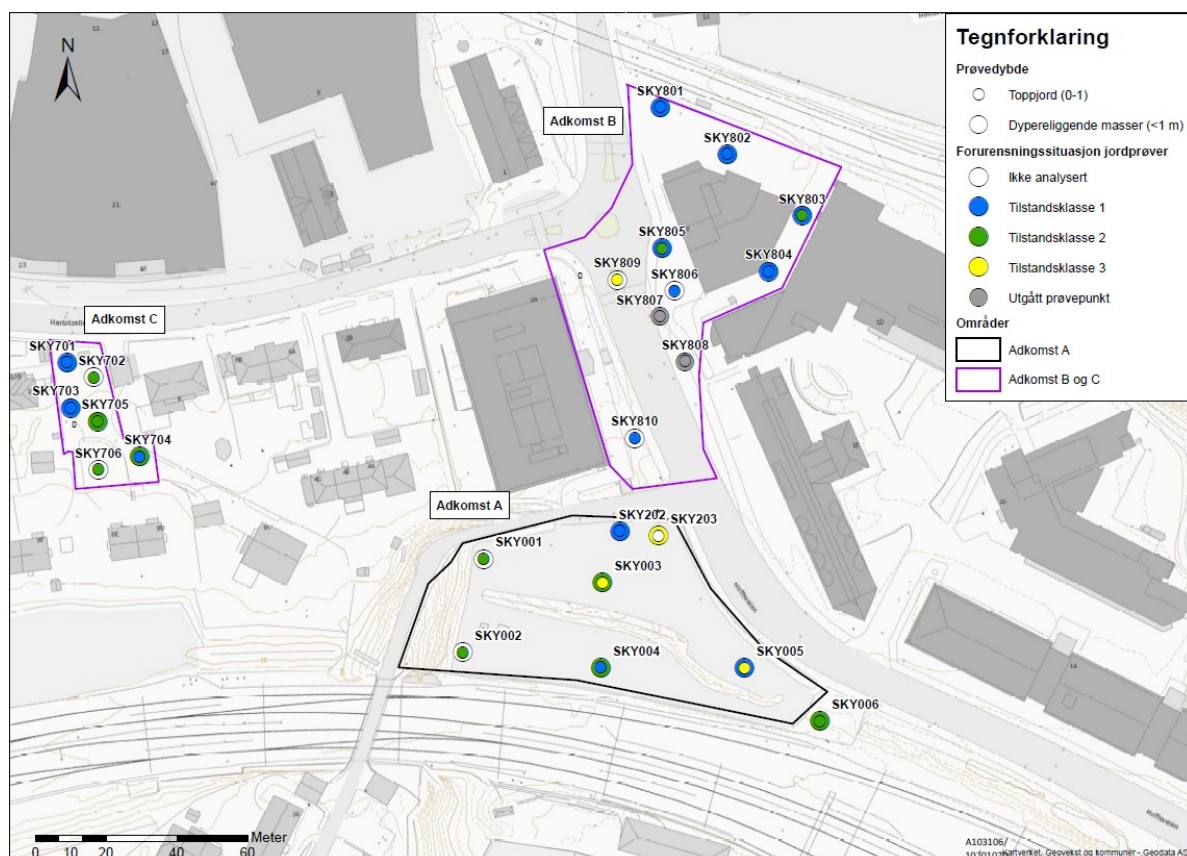 Tegnforklaring
Prøvedybde
Toppjord (0-1)
Dypereliggende masser (<1 m)
Forurensningssituasjon jordprøver
Ikke analysert
Tilstandsklasse 1
Tilstandsklasse 2
Tilstandsklasse 3
Utgått prøvepunkt
Områder
Adkomst A
Adkomst B og C
N
SKY801
Adkomst B
SKY802
SKY803
SKY805
SKY804
SKY809
SKY806
SKY807
Adkomst C
SKY808
SKY701
SKY702
SKY703
SKY705
SKY704
SKY706
SKY810
Adkomst A
SKY202
SKY203
SKY001
SKY003
Hoffsveien
SKY002
SKY004
SKY005
SKY006
Hoffsveien
Meter
0 10 20 40 60
A103106/
Kartverket, Geovekst og kommuner - Geodata AS